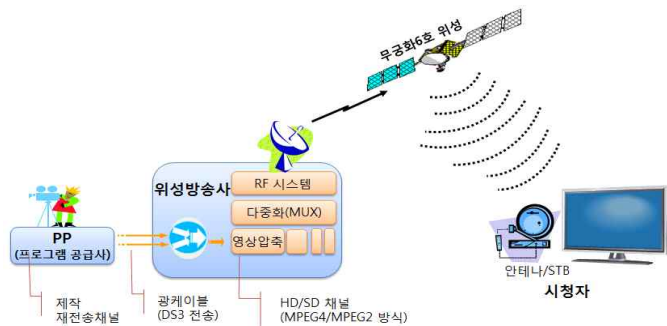 무궁화6호 위성
위성방송사
RF 시스템
다중화(MUX)
영상압축
PP
(프로그램 공급사)
안테나/STB
시청자
제작
재전송채널
광케이블
(DS3 전송)
HD/SD 채널
(MPEG4/MPEG2 방식)